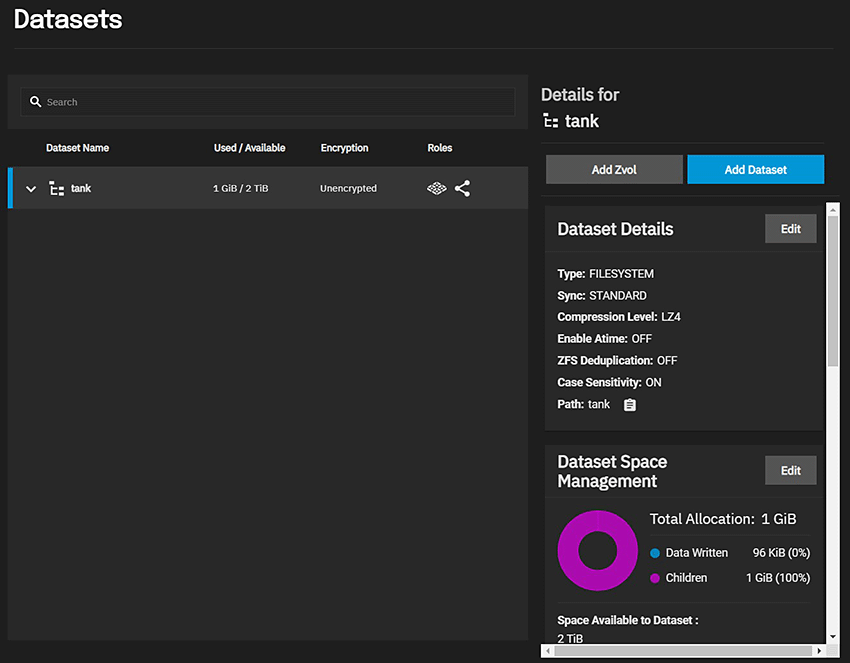 Datasets
Search
Dataset Name Used / Available Encryption Roles
tank 1 GiB / 2 TiB Unencrypted
Details for
tank
Add Zvol Add Dataset
Dataset Details Edit
Type: FILESYSTEM
Sync: STANDARD
Compression Level: LZ4
Enable Atime: OFF
ZFS Deduplication: OFF
Case Sensitivity: ON
Path: tank
Dataset Space
Management
Edit
Total Allocation: 1 GiB
Data Written 96 KiB (0%)
Children 1 GiB (100%)
Space Available to Dataset :
2 TiB